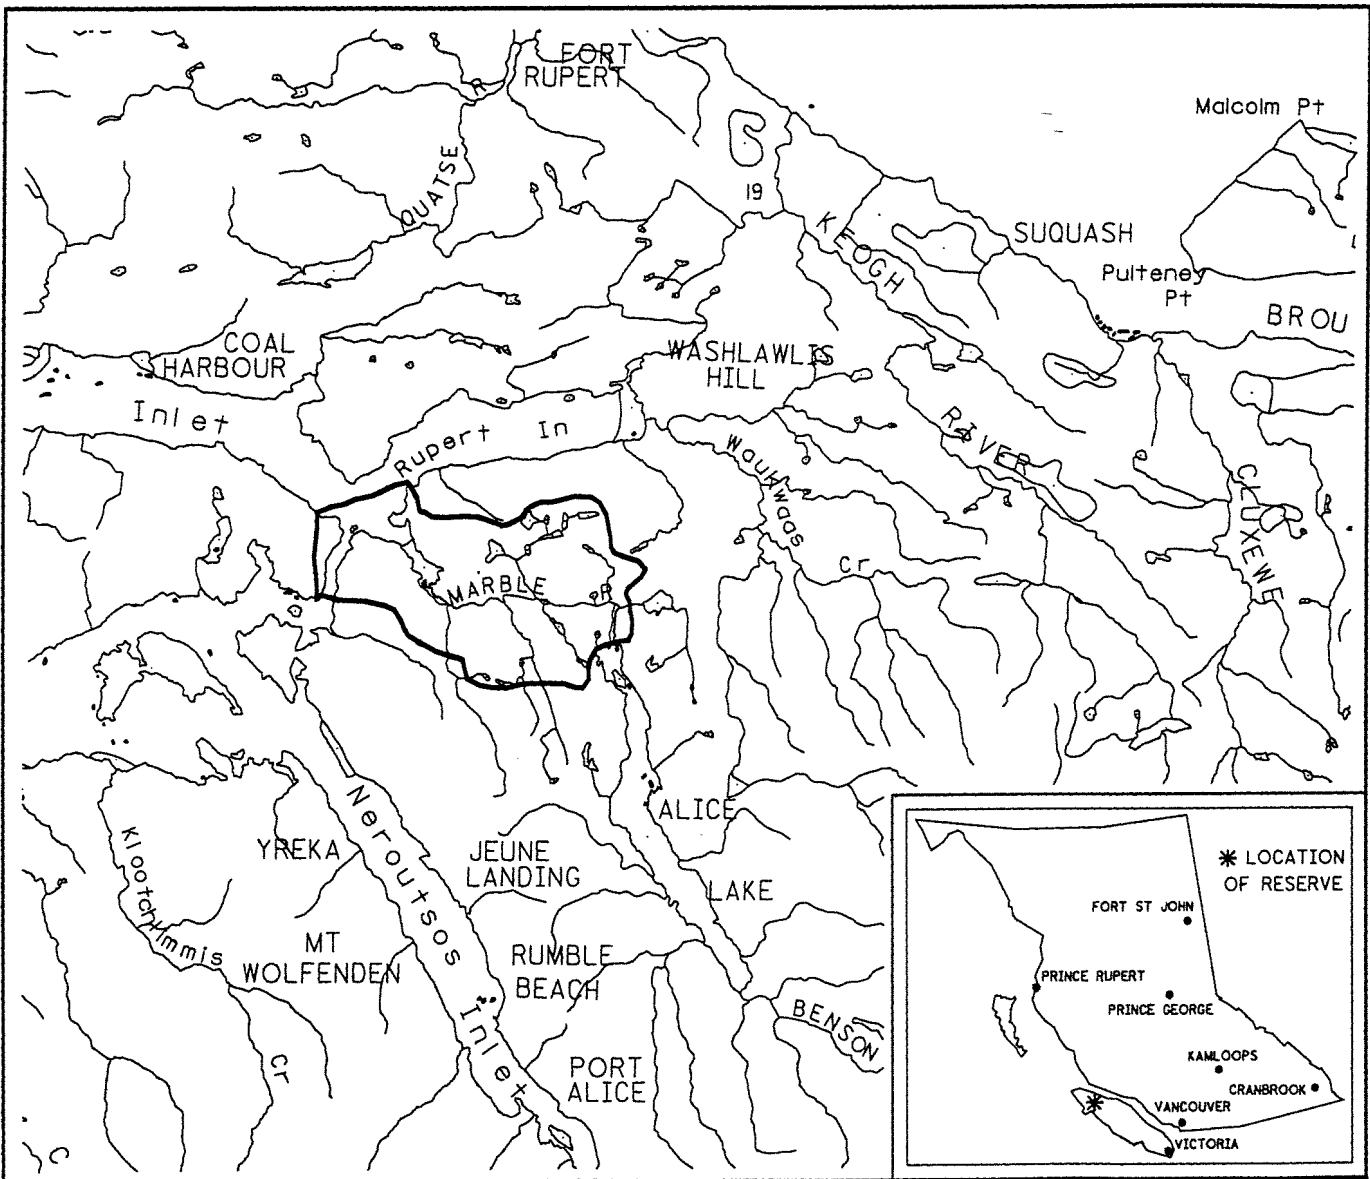 FORT
RUPERT
R
QUATSE
19
Malcolm Pt
KEOGH
SUQUASH
Pulteney
Pt
BROU
COAL
HARBOUR
WASHLAWLIS
HILL
Inlet
Rupert In
RIVER
Waukwaas
Cr
CLUXEWE
MARBLE
R
ALICE
LAKE
Neroutsos
Inlet
YREKA
JEUNE
LANDING
Klootchlimmis
Cr
MT
WOLFENDEN
RUMBLE
BEACH
BENSON
PORT
ALICE
C
✳ LOCATION
OF RESERVE
FORT ST JOHN
PRINCE RUPERT
PRINCE GEORGE
KAMLOOPS
CRANBROOK
VANCOUVER
VICTORIA